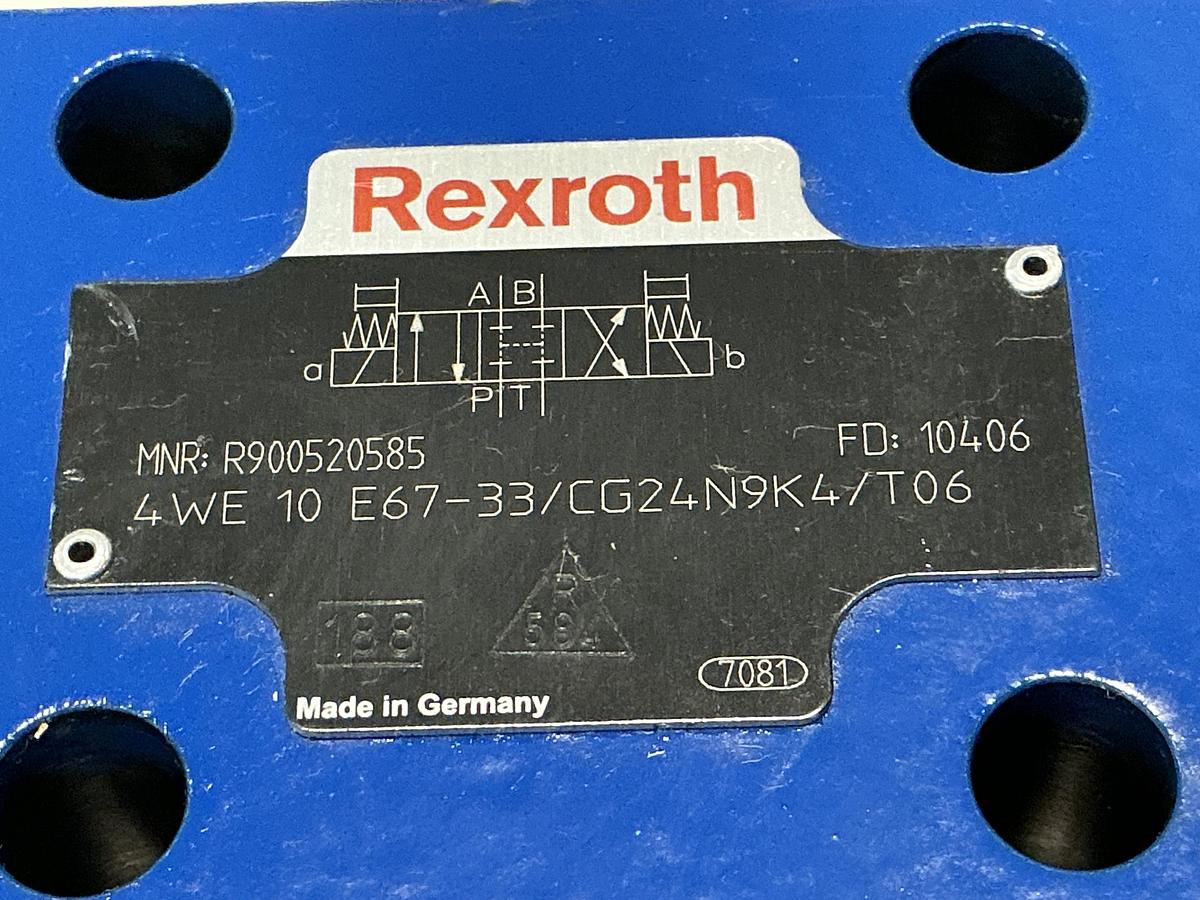 Rexroth
A B
a b
P T
MNR: R900520585 FD: 10406
4WE 10 E67-33/CG24N9K4/T06
188
7081
Made in Germany